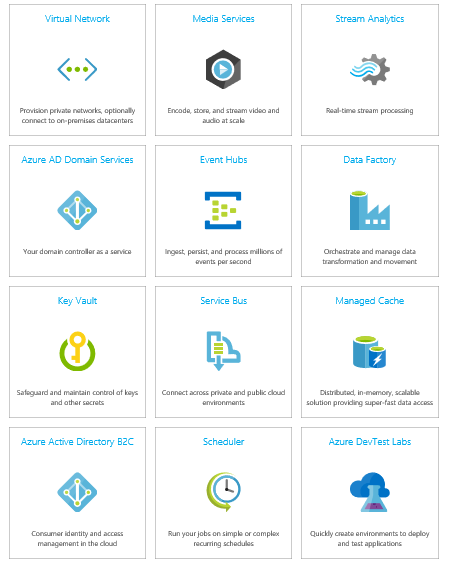 Virtual Network
Provision private networks, optionally
connect to on-premises datacenters
Media Services
Encode, store, and stream video and
audio at scale
Stream Analytics
Real-time stream processing
Azure AD Domain Services
Your domain controller as a service
Event Hubs
Ingest, persist, and process millions of
events per second
Data Factory
Orchestrate and manage data
transformation and movement
Key Vault
Safeguard and maintain control of keys
and other secrets
Service Bus
Connect across private and public cloud
environments
Managed Cache
Distributed, in-memory, scalable
solution providing super-fast data access
Azure Active Directory B2C
Consumer identity and access
management in the cloud
Scheduler
Run your jobs on simple or complex
recurring schedules
Azure DevTest Labs
Quickly create environments to deploy
and test applications